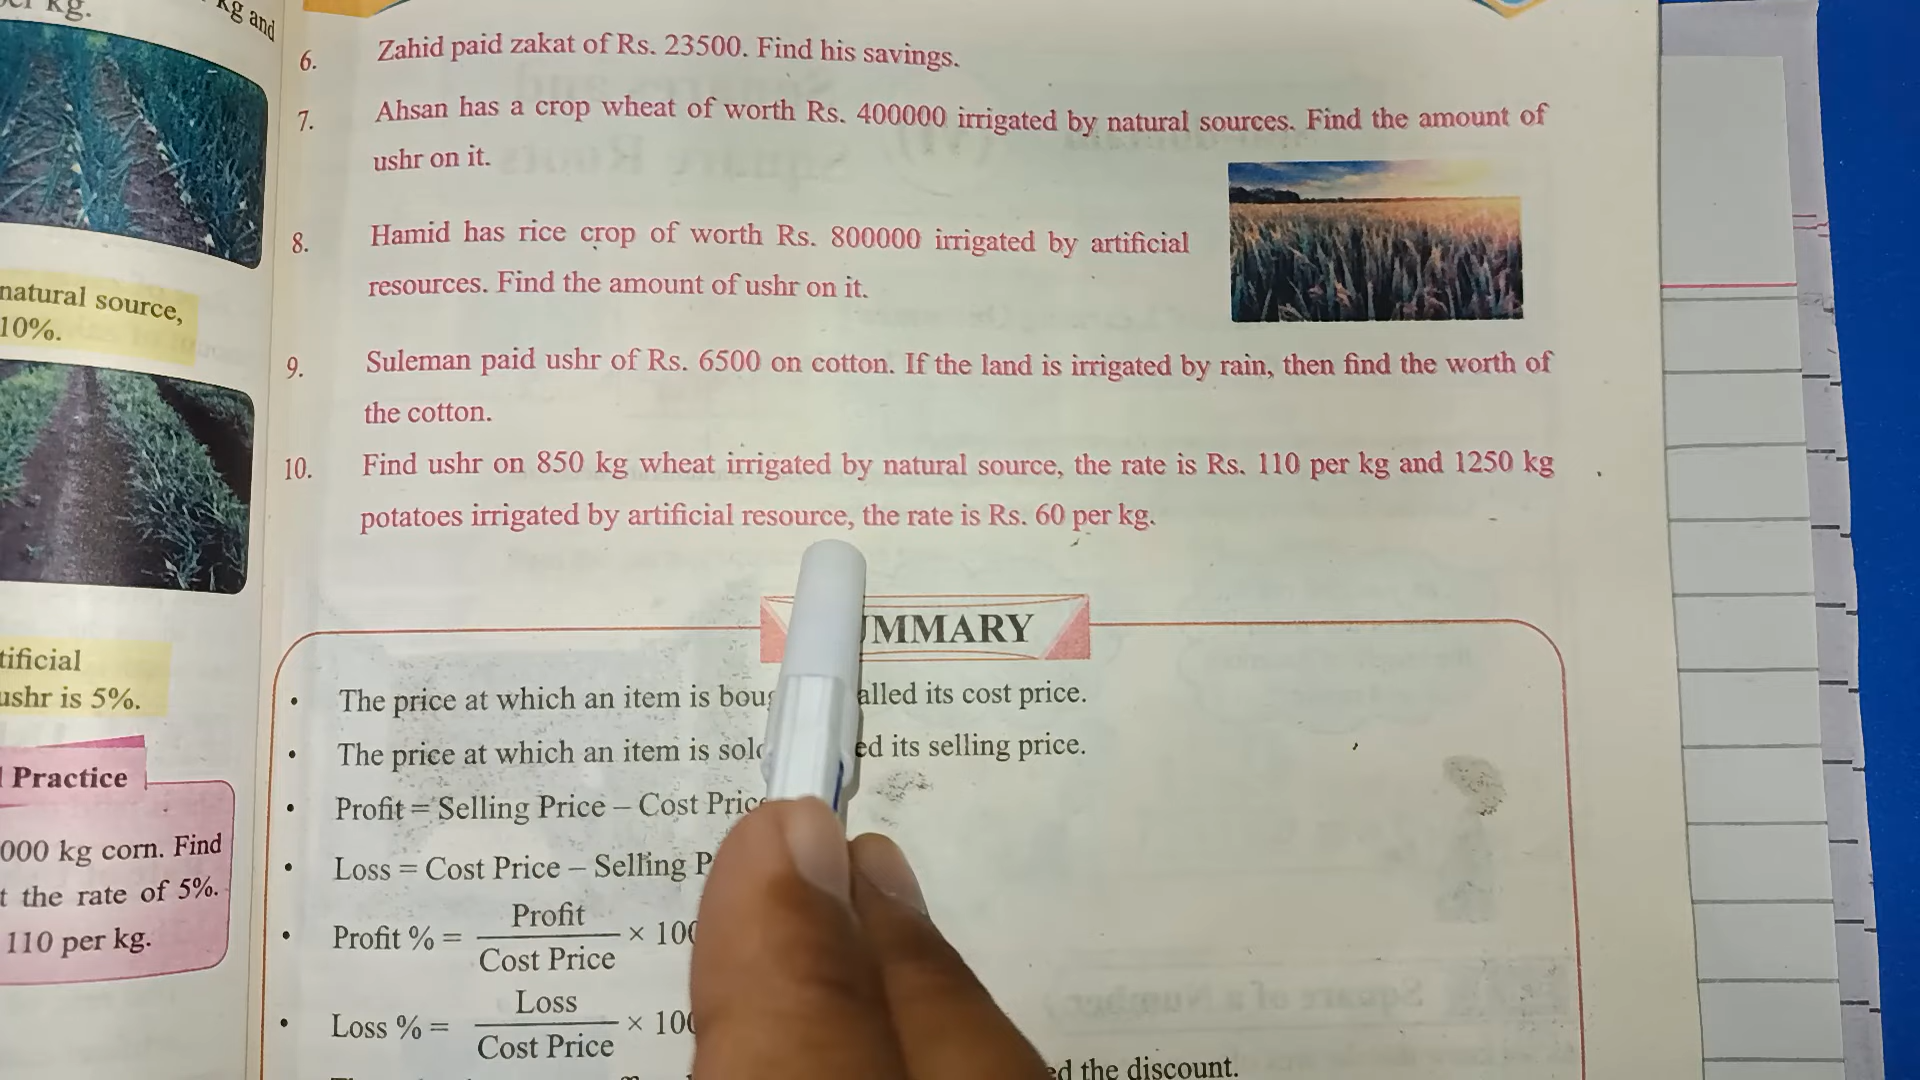 kg and
natural source,
10%.
ushr is 5%.
Practice
000 kg corn. Find
the rate of 5%.
110 per kg.
6. Zahid paid zakat of Rs. 23500. Find his savings.
7. Ahsan has a crop wheat of worth Rs. 400000 irrigated by natural sources. Find the amount of
ushr on it.
8. Hamid has rice crop of worth Rs. 800000 irrigated by artificial
resources. Find the amount of ushr on it.
9. Suleman paid ushr of Rs. 6500 on cotton. If the land is irrigated by rain, then find the worth of
the cotton.
10. Find ushr on 850 kg wheat irrigated by natural source, the rate is Rs. 110 per kg and 1250 kg
potatoes irrigated by artificial resource, the rate is Rs. 60 per kg.
UMMARY
• The price at which an item is bou alled its cost price.
• The price at which an item is sol ed its selling price.
• Profit = Selling Price – Cost Pric
• Loss = Cost Price – Selling P
• Profit % = Profit / Cost Price × 100
• Loss % = Loss / Cost Price × 100
ed the discount.